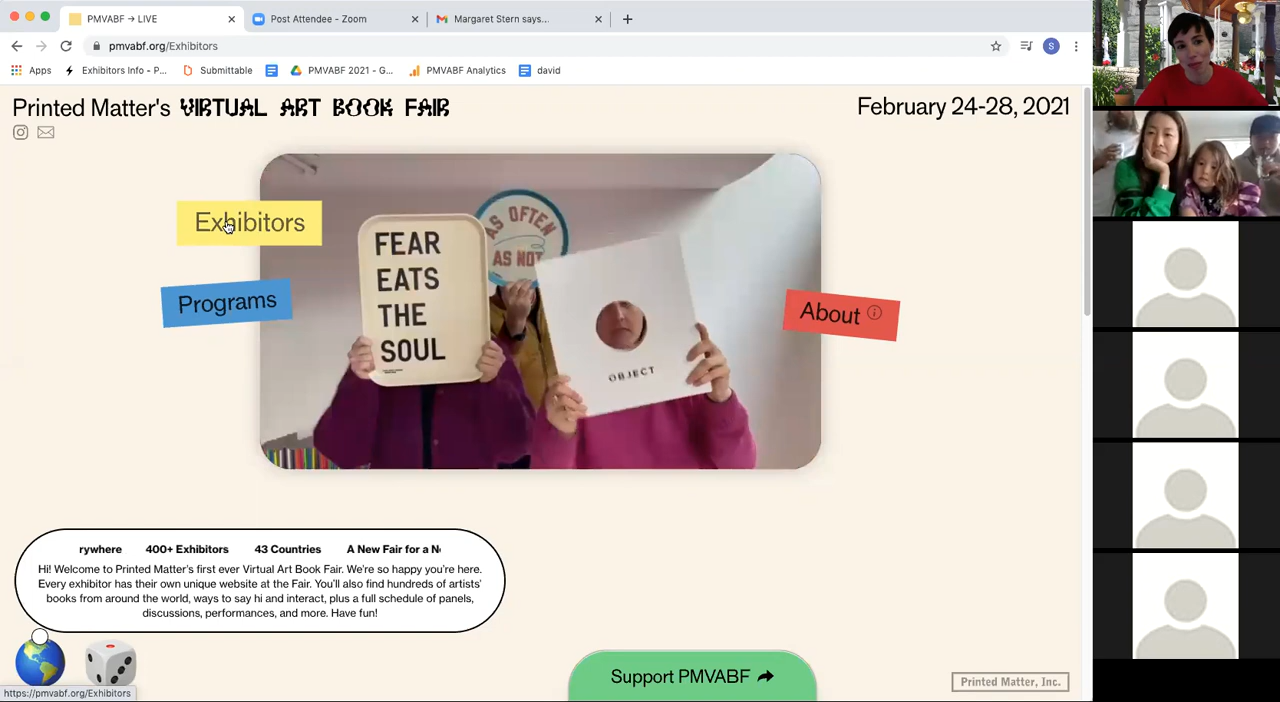 PMVABF → LIVE
Post Attendee - Zoom
Margaret Stern says...
pmvabf.org/Exhibitors
S
Apps
Exhibitors Info - P...
Submittable
PMVABF 2021 - G...
PMVABF Analytics
david
Printed Matter's VIRTUAL ART BOOK FAIR
February 24-28, 2021
Exhibitors
Programs
About
FEAR
EATS
THE
SOUL
AS OFTEN
AS NOT
OBJECT
rywhere 400+ Exhibitors 43 Countries A New Fair for a N
Hi! Welcome to Printed Matter's first ever Virtual Art Book Fair. We're so happy you're here.
Every exhibitor has their own unique website at the Fair. You'll also find hundreds of artists'
books from around the world, ways to say hi and interact, plus a full schedule of panels,
discussions, performances, and more. Have fun!
Support PMVABF
Printed Matter, Inc.
https://pmvabf.org/Exhibitors